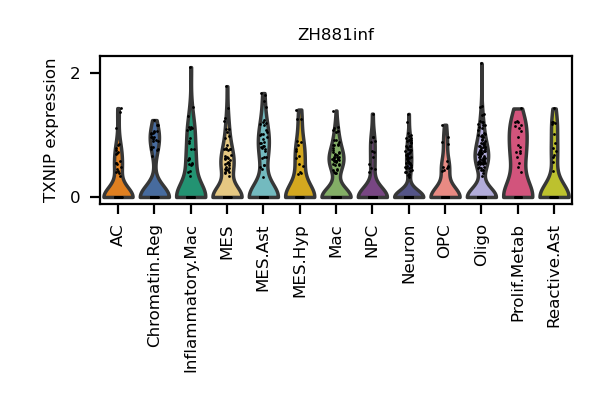 ZH881inf
TXNIP expression
2
0
AC
Chromatin.Reg
Inflammatory.Mac
MES
MES.Ast
MES.Hyp
Mac
NPC
Neuron
OPC
Oligo
Prolif.Metab
Reactive.Ast